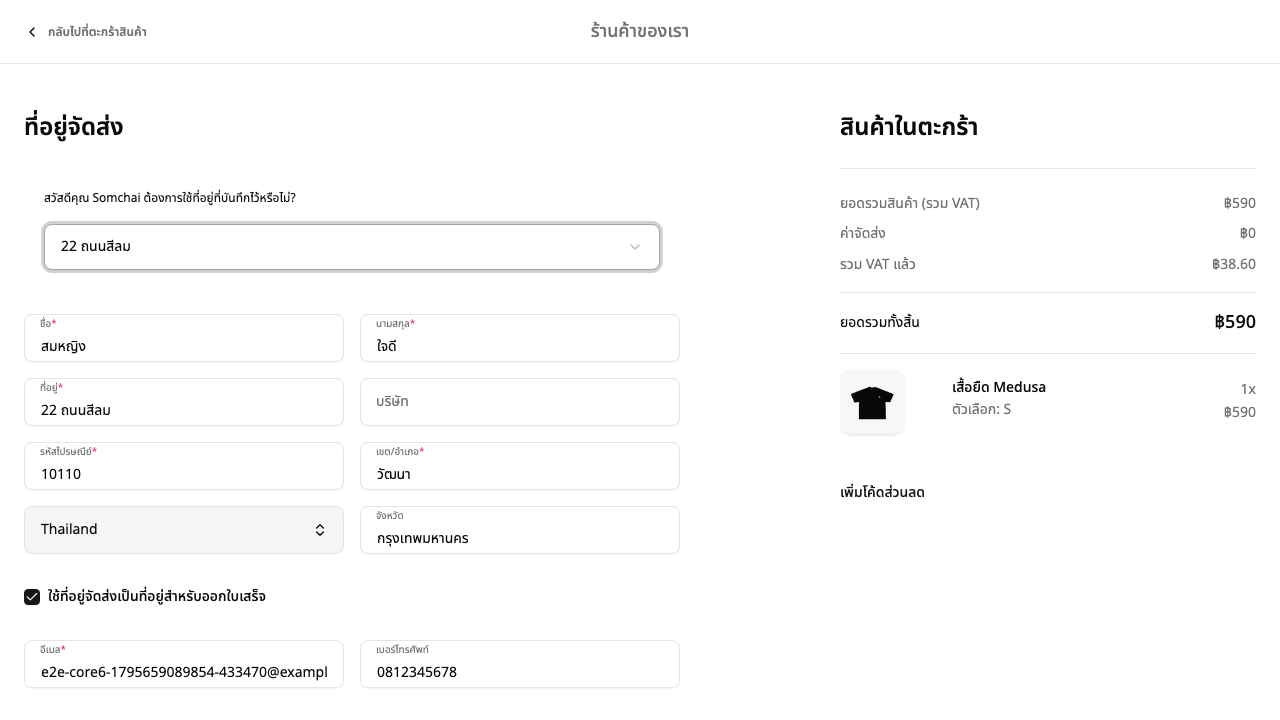 กลับไปที่ตะกร้าสินค้า
ร้านค้าของเรา
ที่อยู่จัดส่ง
สวัสดีคุณ Somchai ต้องการใช้ที่อยู่ที่บันทึกไว้หรือไม่?
22 ถนนสีลม
ชื่อ*
สมหญิง
นามสกุล*
ใจดี
ที่อยู่*
22 ถนนสีลม
บริษัท
รหัสไปรษณีย์*
10110
เขต/อำเภอ*
วัฒนา
Thailand
จังหวัด
กรุงเทพมหานคร
ใช้ที่อยู่จัดส่งเป็นที่อยู่สำหรับออกใบเสร็จ
อีเมล*
e2e-core6-1795659089854-433470@exampl
เบอร์โทรศัพท์
0812345678
สินค้าในตะกร้า
ยอดรวมสินค้า (รวม VAT) ฿590
ค่าจัดส่ง ฿0
รวม VAT แล้ว ฿38.60
ยอดรวมทั้งสิ้น ฿590
เสื้อยืด Medusa 1x
ตัวเลือก: S ฿590
เพิ่มโค้ดส่วนลด